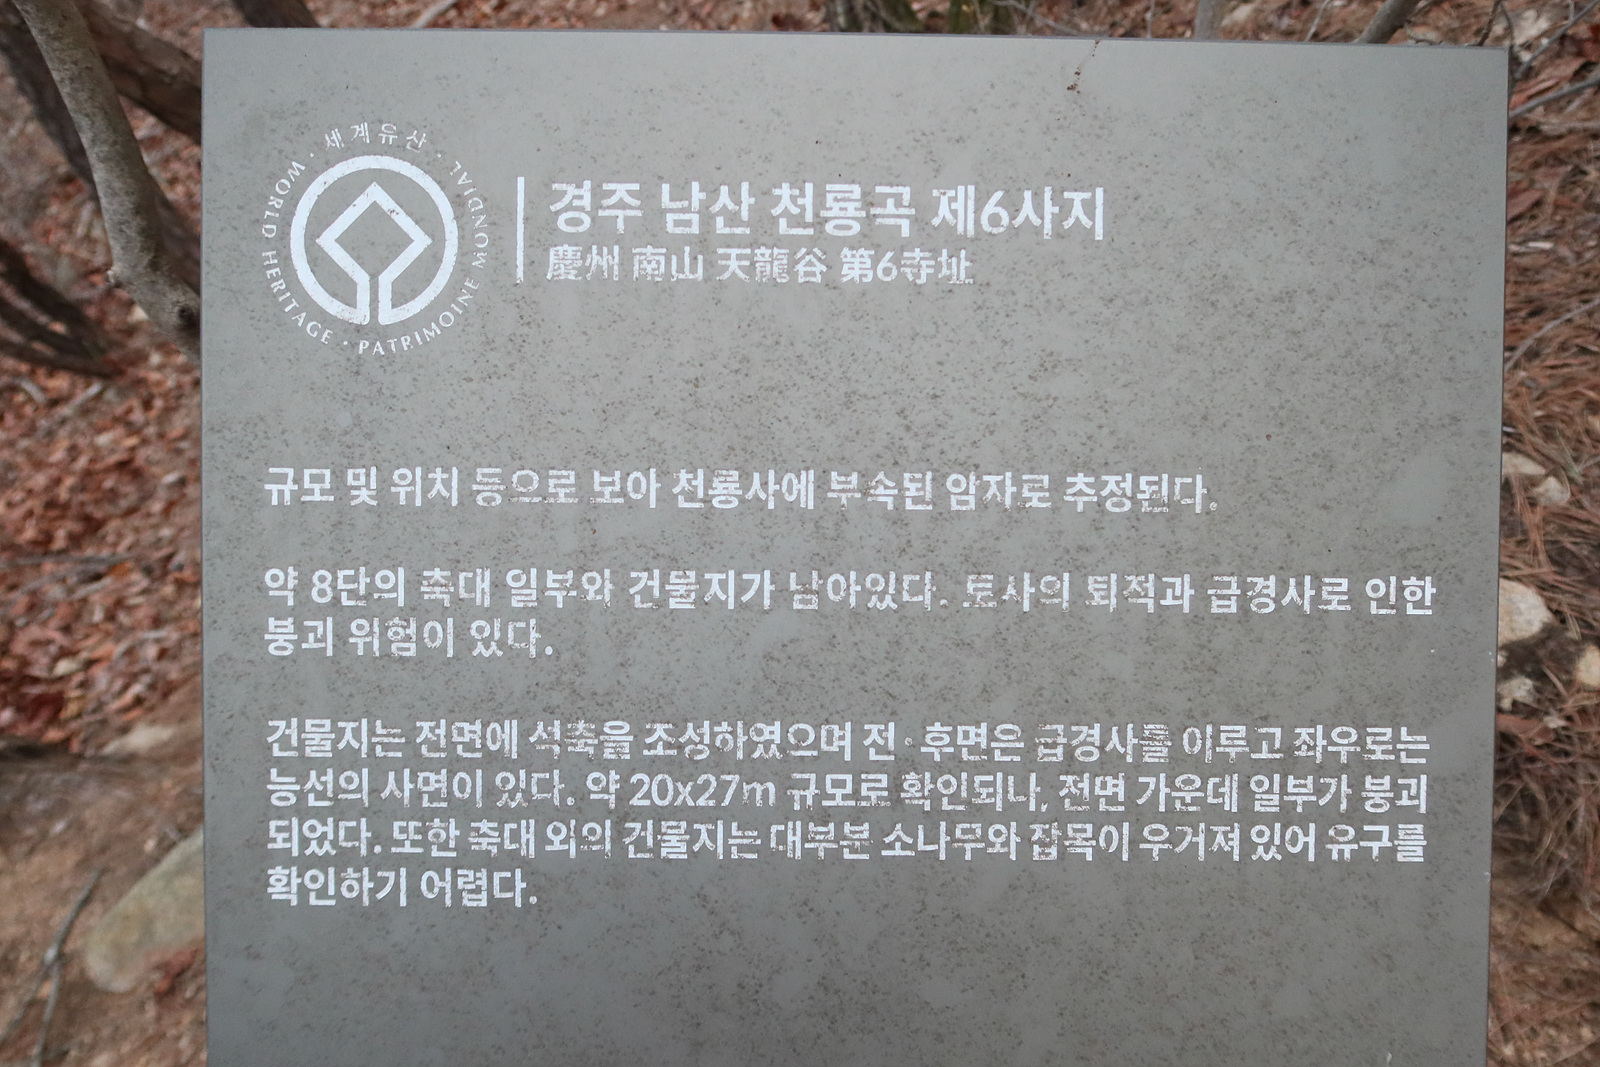 세계유산 · WORLD HERITAGE · PATRIMOINE MONDIAL ·
경주 남산 천룡곡 제6사지
慶州 南山 天龍谷 第6寺址
규모 및 위치 등으로 보아 천룡사에 부속된 암자로 추정된다.
약 8단의 축대 일부와 건물지가 남아있다. 토사의 퇴적과 급경사로 인한
붕괴 위험이 있다.
건물지는 전면에 석축을 조성하였으며 전·후면은 급경사를 이루고 좌우로는
능선의 사면이 있다. 약 20x27m 규모로 확인되나, 전면 가운데 일부가 붕괴
되었다. 또한 축대 외의 건물지는 대부분 소나무와 잡목이 우거져 있어 유구를
확인하기 어렵다.